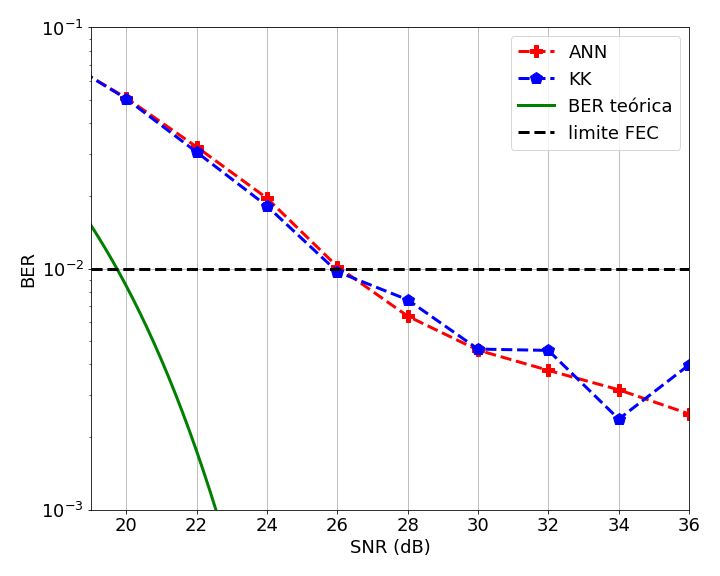 10⁻¹
ANN
KK
BER teórica
limite FEC
BER
10⁻²
10⁻³
20 22 24 26 28 30 32 34 36
SNR (dB)